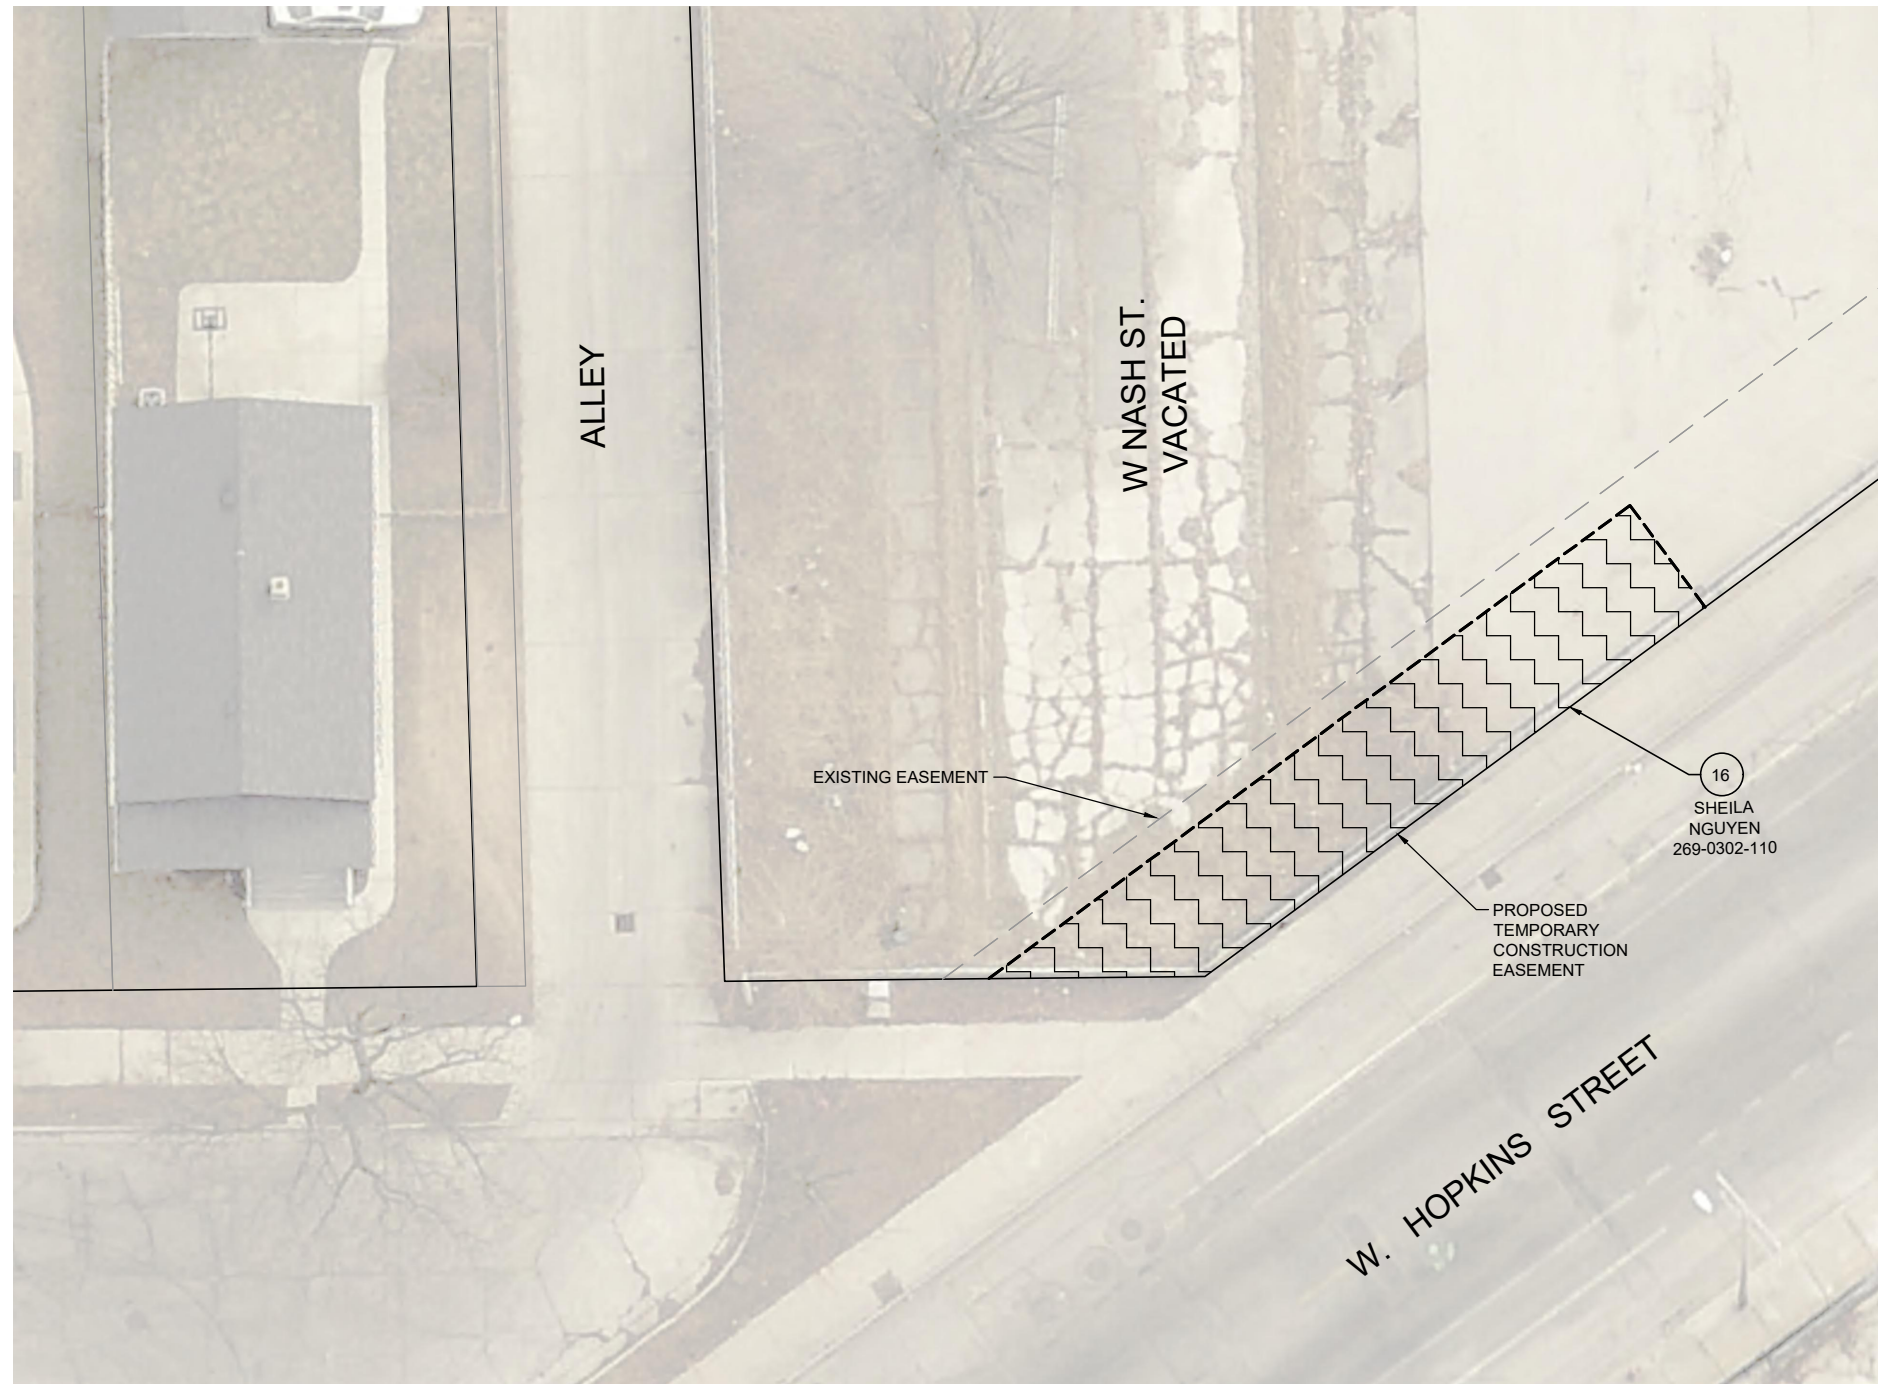 ALLEY
W NASH ST.
VACATED
EXISTING EASEMENT
16
SHEILA
NGUYEN
269-0302-110
PROPOSED
TEMPORARY
CONSTRUCTION
EASEMENT
W. HOPKINS STREET